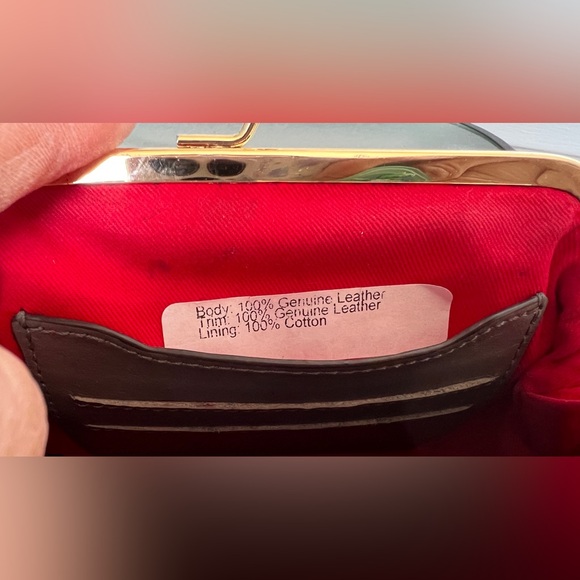 Body: 100% Genuine Leather
Trim: 100% Genuine Leather
Lining: 100% Cotton